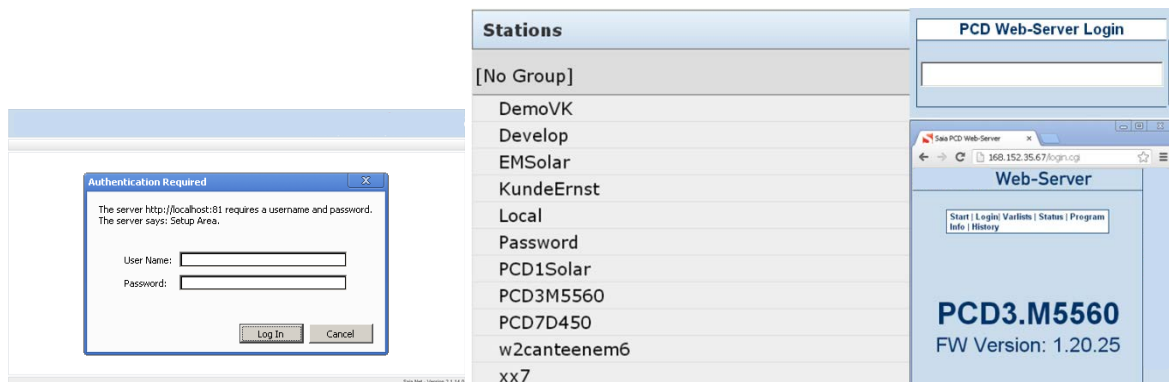 Authentication Required
The server http://localhost:81 requires a username and password.
The server says: Setup Area.
User Name:
Password:
Log In
Cancel
Stations
[No Group]
DemoVK
Develop
EMSolar
KundeErnst
Local
Password
PCD1Solar
PCD3M5560
PCD7D450
w2canteenem6
xx7
PCD Web-Server Login
Saia PCD Web-Server
168.152.35.67/login.cgi
Web-Server
Start | Login| Varlists | Status | Program
Info | History
PCD3.M5560
FW Version: 1.20.25